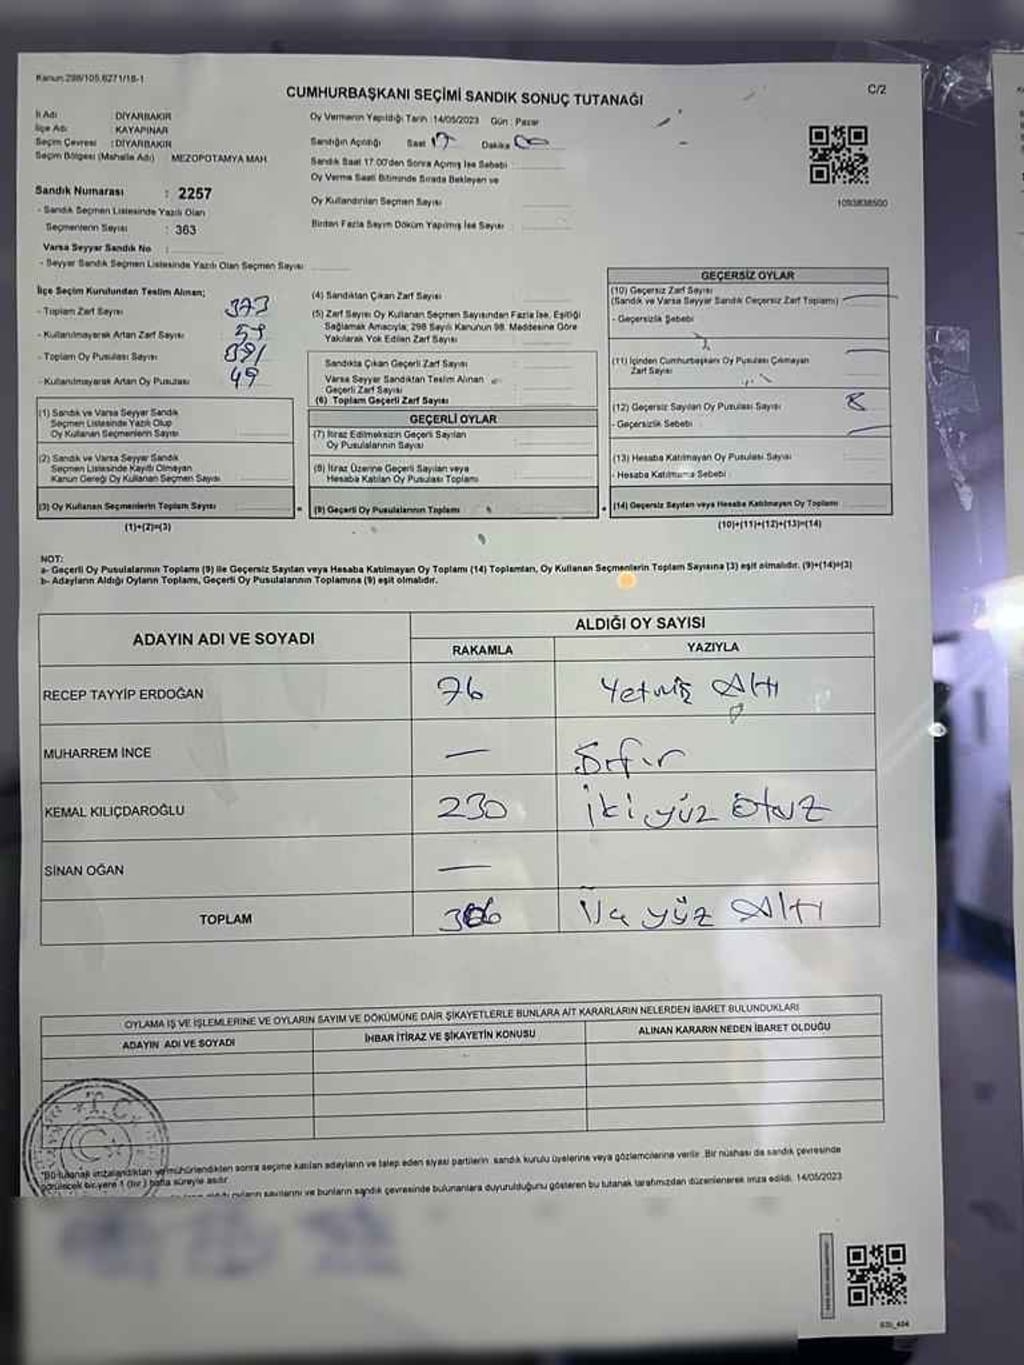 Kanun:298/105,6271/18-1
CUMHURBAŞKANI SEÇİMİ SANDIK SONUÇ TUTANAĞI
C/2
İl Adı : DİYARBAKIR
İlçe Adı : KAYAPINAR
Seçim Çevresi : DİYARBAKIR
Seçim Bölgesi (Mahalle Adı) MEZOPOTAMYA MAH.
Oy Vermenin Yapıldığı Tarih :14/05/2023 Gün : Pazar
Sandığın Açıldığı Saat 17 Dakika 00
Sandık Saat 17:00'den Sonra Açılmış İse Sebebi
Oy Verme Saati Bitiminde Sırada Bekleyen ve
Oy Kullandırılan Seçmen Sayısı
Birden Fazla Sayım Döküm Yapılmış İse Sayısı
1093838500
Sandık Numarası : 2257
- Sandık Seçmen Listesinde Yazılı Olan
Seçmenlerin Sayısı : 363
Varsa Seyyar Sandık No :
- Seyyar Sandık Seçmen Listesinde Yazılı Olan Seçmen Sayısı
İlçe Seçim Kurulundan Teslim Alınan;
- Toplam Zarf Sayısı 373
- Kullanılmayarak Artan Zarf Sayısı 59
- Toplam Oy Pusulası Sayısı
- Kullanılmayarak Artan Oy Pusulası 49
(1) Sandık ve Varsa Seyyar Sandık
Seçmen Listesinde Yazılı Olup
Oy Kullanan Seçmenlerin Sayısı
(2) Sandık ve Varsa Seyyar Sandık
Seçmen Listesinde Kayıtlı Olmayan
Kanun Gereği Oy Kullanan Seçmen Sayısı
(3) Oy Kullanan Seçmenlerin Toplam Sayısı
(1)+(2)=(3)
(4) Sandıktan Çıkan Zarf Sayısı
(5) Zarf Sayısı Oy Kullanan Seçmen Sayısından Fazla İse, Eşitliği
Sağlamak Amacıyla; 298 Sayılı Kanunun 98. Maddesine Göre
Yakılarak Yok Edilen Zarf Sayısı
Sandıkta Çıkan Geçerli Zarf Sayısı
Varsa Seyyar Sandıktan Teslim Alınan
Geçerli Zarf Sayısı
(6) Toplam Geçerli Zarf Sayısı
GEÇERLİ OYLAR
(7) İtiraz Edilmeksizin Geçerli Sayılan
Oy Pusulalarının Sayısı
(8) İtiraz Üzerine Geçerli Sayılan veya
Hesaba Katılan Oy Pusulası Toplamı
= (9) Geçerli Oy Pusulalarının Toplamı
GEÇERSİZ OYLAR
(10) Geçersiz Zarf Sayısı
(Sandık ve Varsa Seyyar Sandık Geçersiz Zarf Toplamı)
- Geçersizlik Sebebi
(11) İçinden Cumhurbaşkanı Oy Pusulası Çıkmayan
Zarf Sayısı
(12) Geçersiz Sayılan Oy Pusulası Sayısı 8
- Geçersizlik Sebebi
(13) Hesaba Katılmayan Oy Pusulası Sayısı
- Hesaba Katılmama Sebebi
+ (14) Geçersiz Sayılan veya Hesaba Katılmayan Oy Toplamı
(10)+(11)+(12)+(13)=(14)
NOT:
a- Geçerli Oy Pusulalarının Toplamı (9) ile Geçersiz Sayılan veya Hesaba Katılmayan Oy Toplamı (14) Toplamları, Oy Kullanan Seçmenlerin Toplam Sayısına (3) eşit olmalıdır. (9)+(14)=(3)
b- Adayların Aldığı Oyların Toplamı, Geçerli Oy Pusulalarının Toplamına (9) eşit olmalıdır.
ADAYIN ADI VE SOYADI
ALDIĞI OY SAYISI
RAKAMLA
YAZIYLA
RECEP TAYYİP ERDOĞAN 76 Yetmiş Altı
MUHARREM İNCE — Sıfır
KEMAL KILIÇDAROĞLU 230 İki yüz otuz
SİNAN OĞAN —
TOPLAM 306 Üç yüz Altı
OYLAMA İŞ VE İŞLEMLERİNE VE OYLARIN SAYIM VE DÖKÜMÜNE DAİR ŞİKAYETLERLE BUNLARA AİT KARARLARIN NELERDEN İBARET BULUNDUKLARI
ADAYIN ADI VE SOYADI
İHBAR İTİRAZ VE ŞİKAYETİN KONUSU
ALINAN KARARIN NEDEN İBARET OLDUĞU
T.C.
*Bu tutanak imzalandıktan ve mühürlendikten sonra seçime katılan adayların ve talep eden siyasi partilerin sandık kurulu üyelerine veya gözlemcilerine verilir. Bir nüshası da sandık çevresinde
görülecek bir yere 1 (bir) hafta süreyle asılır.
oyların sayılarını ve bunların sandık çevresinde bulunanlara duyurulduğunu gösteren bu tutanak tarafımızdan düzenlenerek imza edildi. 14/05/2023